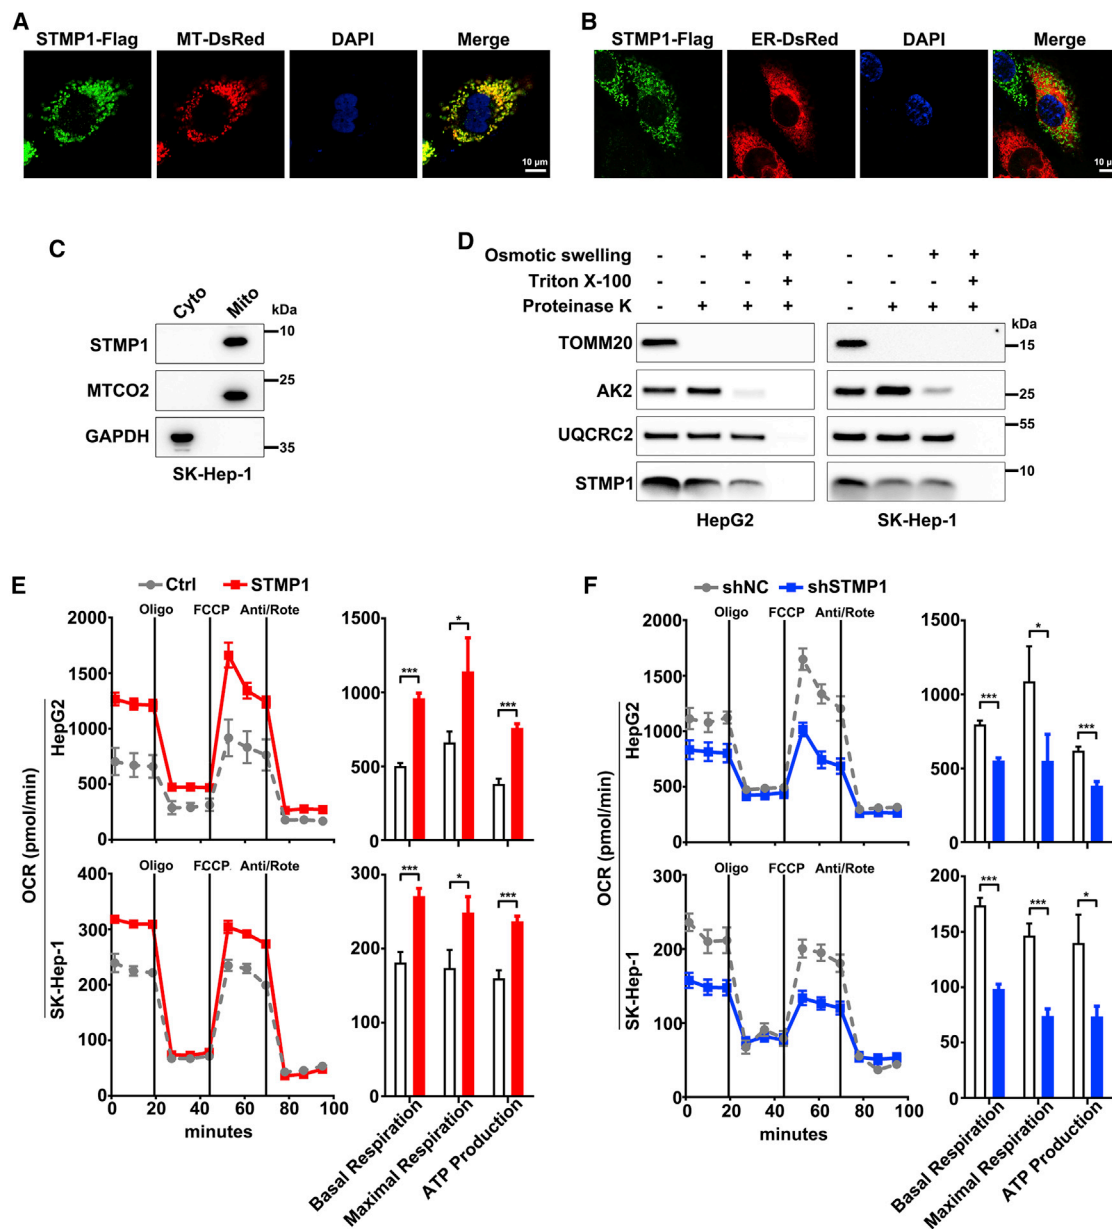 A
STMP1-Flag MT-DsRed DAPI Merge
10 μm
B
STMP1-Flag ER-DsRed DAPI Merge
10 μm
C
Cyto Mito kDa
STMP1 10
MTCO2 25
GAPDH 35
SK-Hep-1
D
Osmotic swelling - - + + - - + +
Triton X-100 - - - + - - - +
Proteinase K - + + + - + + +
kDa
TOMM20 15
AK2 25
UQCRC2 55
STMP1 10
HepG2 SK-Hep-1
E
Ctrl STMP1
Oligo FCCP Anti/Rote
2000
1500
1000
500
0
HepG2
1500
1000
500
0
*** * ***
OCR (pmol/min)
Oligo FCCP Anti/Rote
400
300
200
100
0
SK-Hep-1
0 20 40 60 80 100
minutes
300
200
100
0
*** * ***
Basal Respiration
Maximal Respiration
ATP Production
F
shNC shSTMP1
Oligo FCCP Anti/Rote
2000
1500
1000
500
0
HepG2
1500
1000
500
0
*** * ***
OCR (pmol/min)
Oligo FCCP Anti/Rote
300
200
100
0
SK-Hep-1
0 20 40 60 80 100
minutes
200
150
100
50
0
*** *** *
Basal Respiration
Maximal Respiration
ATP Production